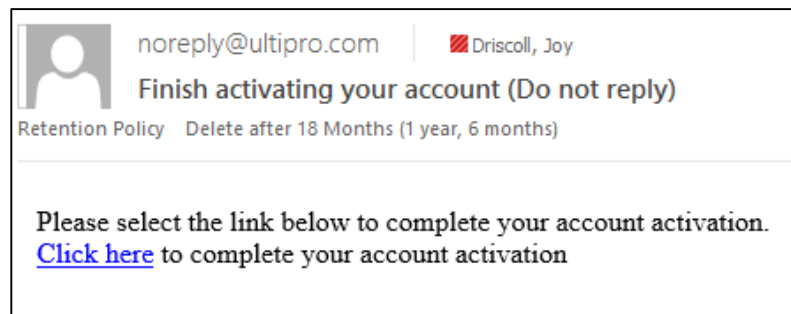 noreply@ultipro.com Driscoll, Joy
Finish activating your account (Do not reply)
Retention Policy Delete after 18 Months (1 year, 6 months)
Please select the link below to complete your account activation.
Click here to complete your account activation